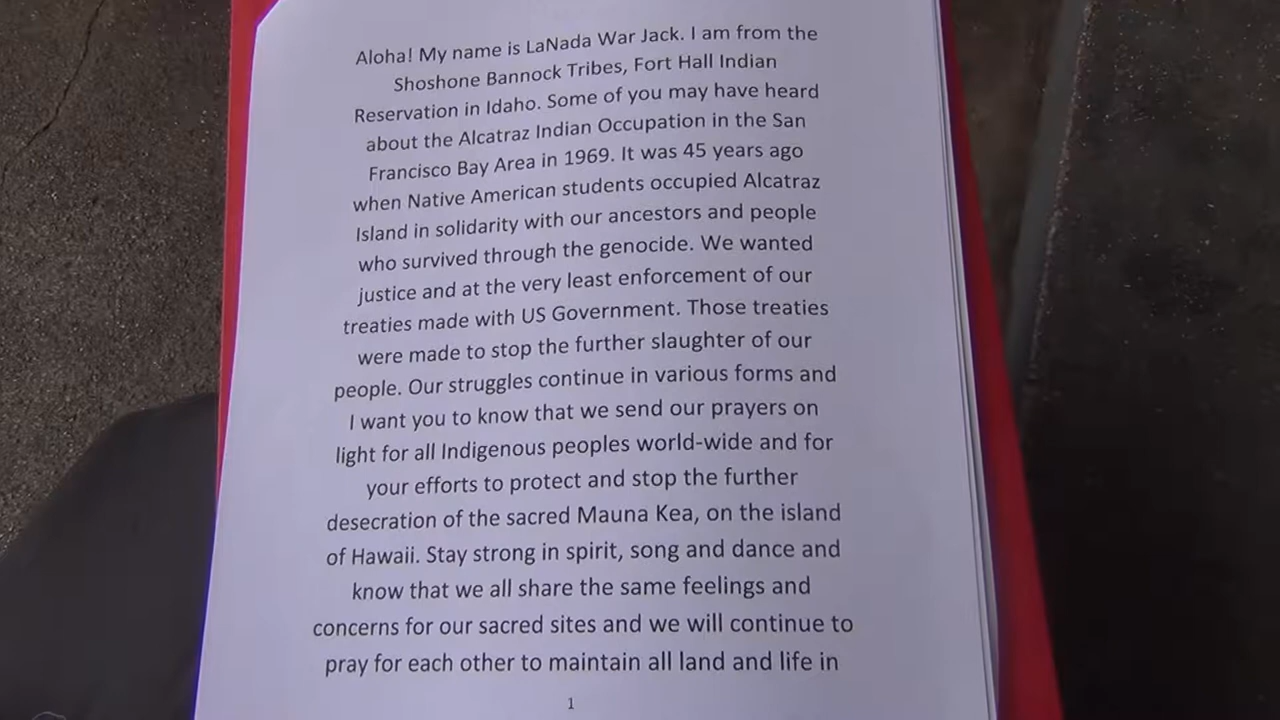 Aloha! My name is LaNada War Jack. I am from the
Shoshone Bannock Tribes, Fort Hall Indian
Reservation in Idaho. Some of you may have heard
about the Alcatraz Indian Occupation in the San
Francisco Bay Area in 1969. It was 45 years ago
when Native American students occupied Alcatraz
Island in solidarity with our ancestors and people
who survived through the genocide. We wanted
justice and at the very least enforcement of our
treaties made with US Government. Those treaties
were made to stop the further slaughter of our
people. Our struggles continue in various forms and
I want you to know that we send our prayers on
light for all Indigenous peoples world-wide and for
your efforts to protect and stop the further
desecration of the sacred Mauna Kea, on the island
of Hawaii. Stay strong in spirit, song and dance and
know that we all share the same feelings and
concerns for our sacred sites and we will continue to
pray for each other to maintain all land and life in
1